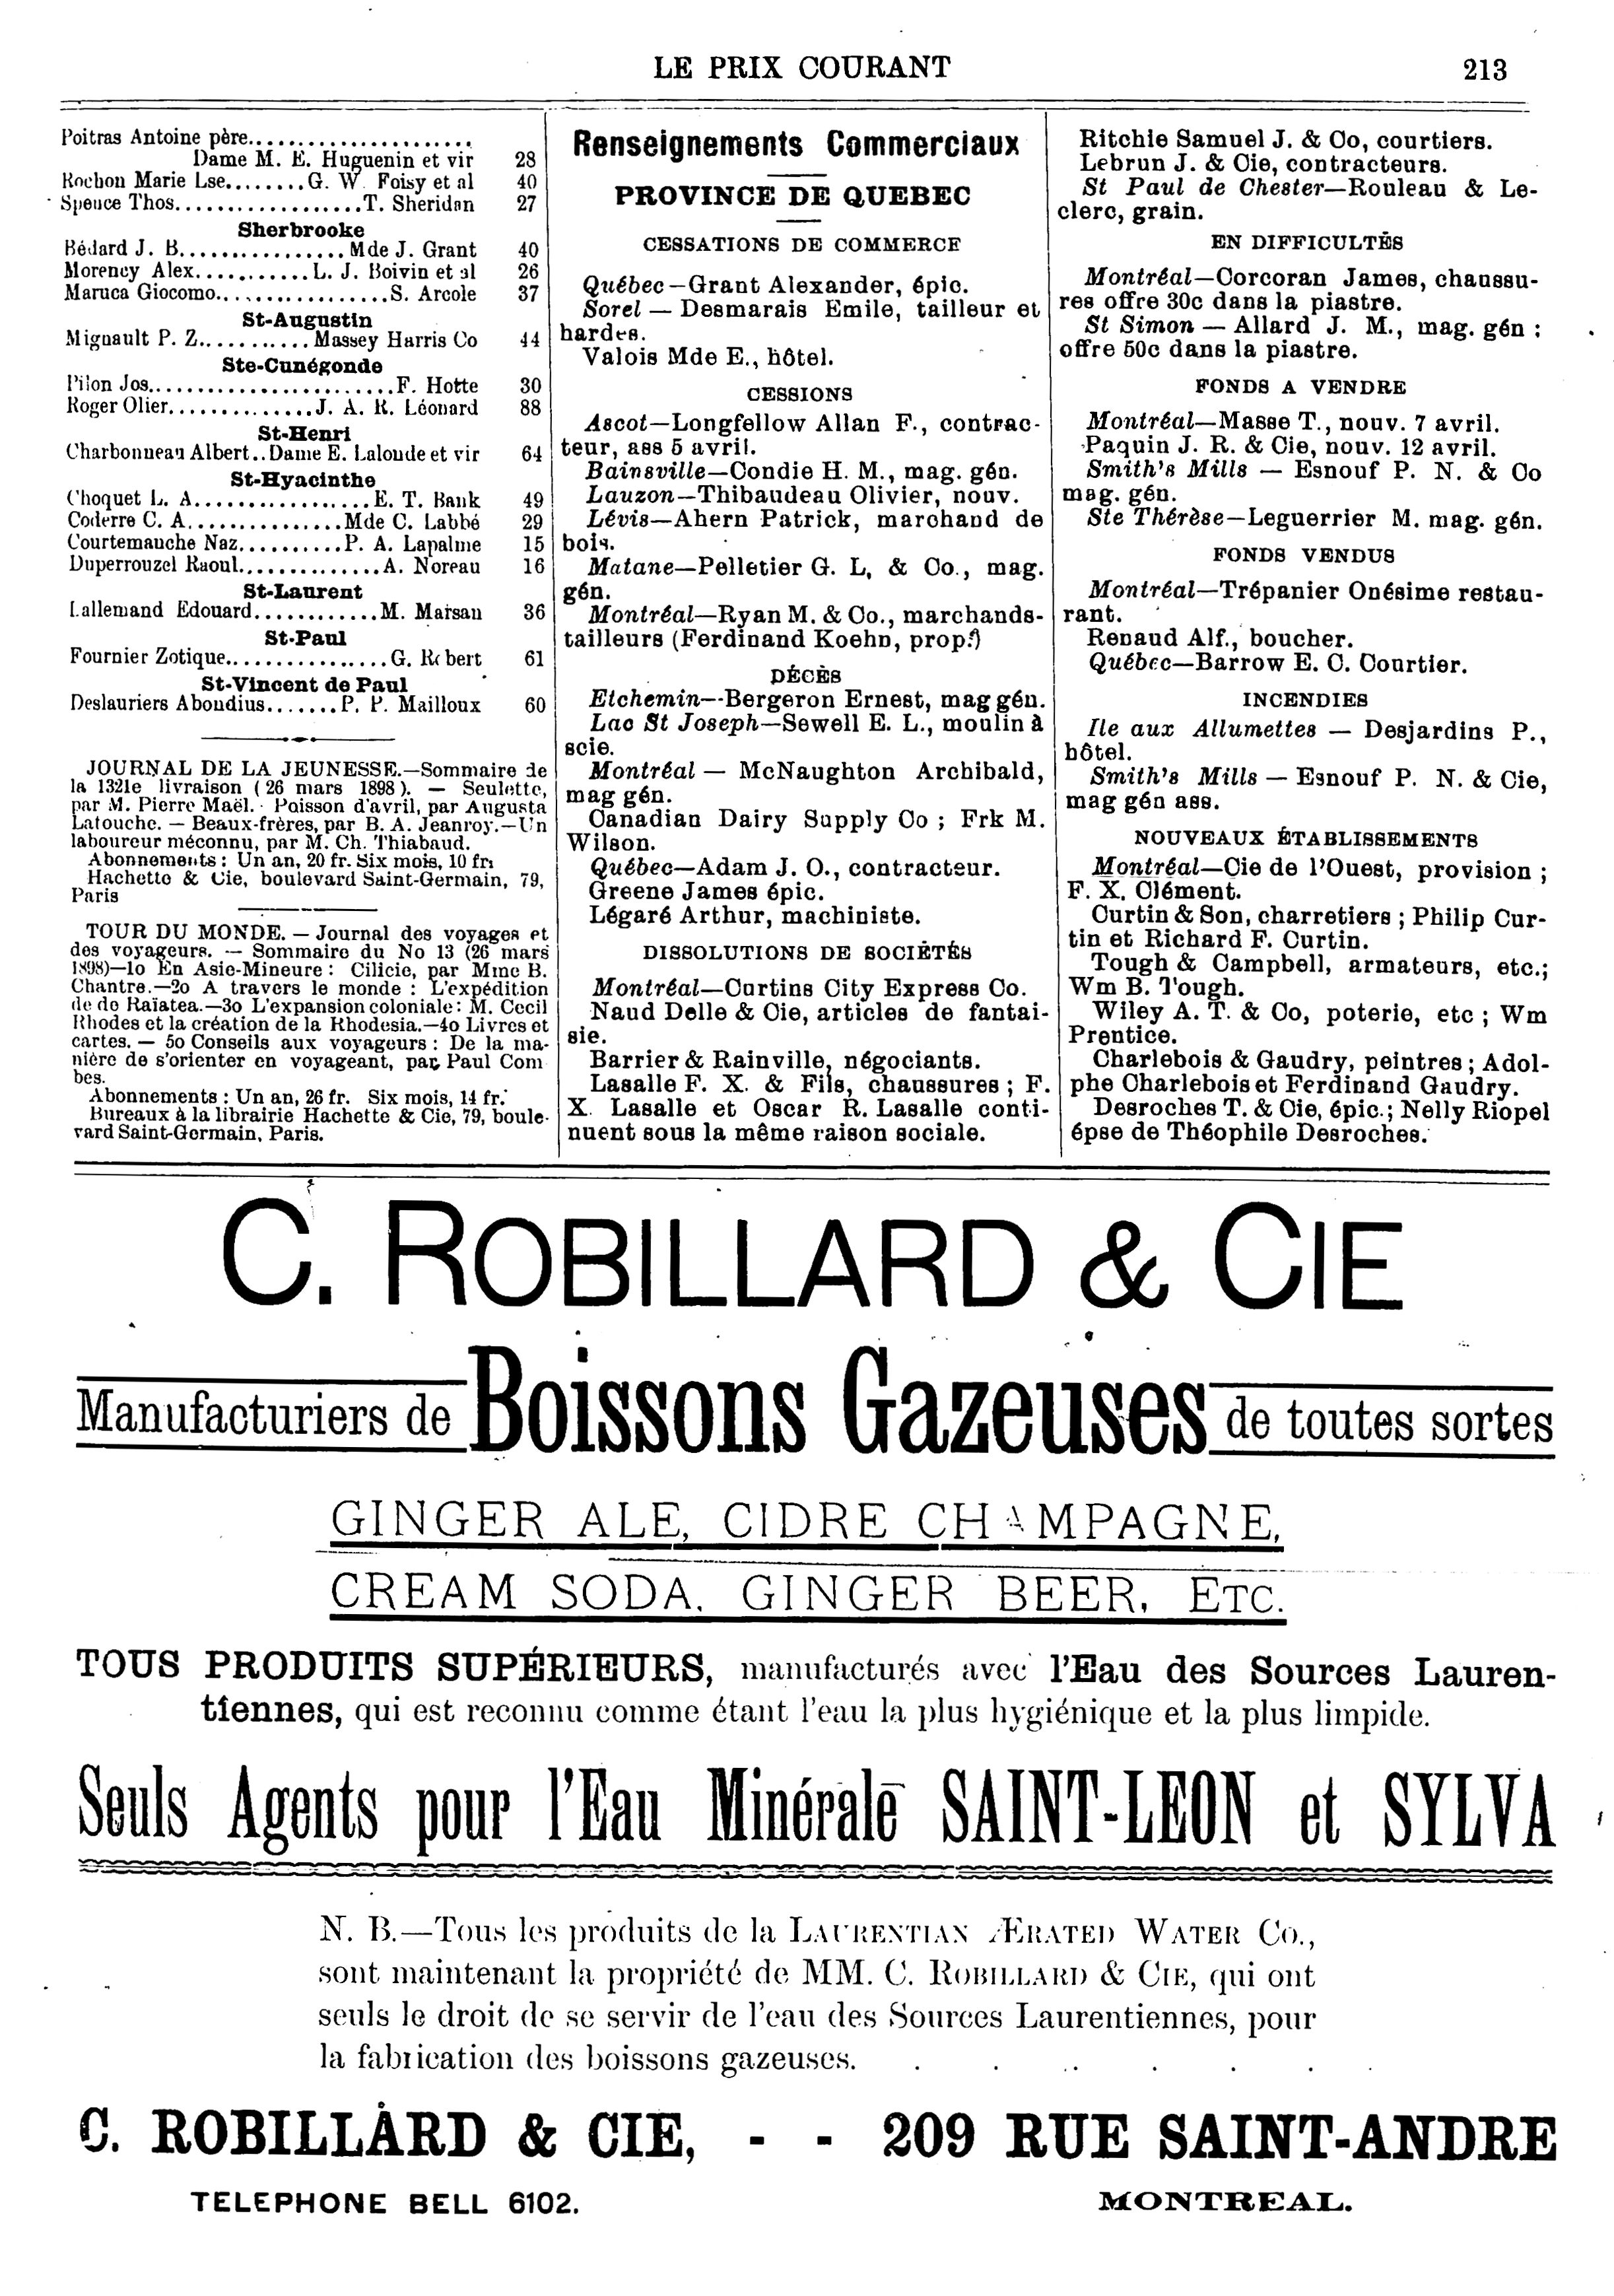 LE PRIX COURANT
213
Poitras Antoine père......................
Dame M. E. Huguenin et vir 28
Rochon Marie Lse........G. W. Foisy et al 40
Spence Thos..................T. Sheridan 27
Sherbrooke
Bédard J. B................Mde J. Grant 40
Morency Alex...........L. J. Boivin et al 26
Maruca Giocomo.................S. Arcole 37
St-Augustin
Mignault P. Z...........Massey Harris Co 44
Ste-Cunégonde
Pilon Jos........................F. Hotte 30
Roger Olier..............J. A. R. Léonard 88
St-Henri
Charbonneau Albert..Dame E. Lalonde et vir 64
St-Hyacinthe
Choquet L. A.................E. T. Bank 49
Coderre C. A...............Mde C. Labbé 29
Courtemauche Naz..........P. A. Lapalme 15
Duperrouzel Raoul..............A. Noreau 16
St-Laurent
Lallemand Edouard............M. Marsan 36
St-Paul
Fournier Zotique................G. Robert 61
St-Vincent de Paul
Deslauriers Aboudius.......P. P. Mailloux 60
JOURNAL DE LA JEUNESSE.—Sommaire de
la 1321e livraison (26 mars 1898). — Seulette,
par M. Pierre Maël. Poisson d'avril, par Augusta
Latouche. — Beaux-frères, par B. A. Jeanroy.—Un
laboureur méconnu, par M. Ch. Thiabaud.
Abonnements : Un an, 20 fr. Six mois, 10 fr.
Hachette & Cie, boulevard Saint-Germain, 79,
Paris
TOUR DU MONDE. — Journal des voyages et
des voyageurs. — Sommaire du No 13 (26 mars
1898)—1o En Asie-Mineure : Cilicie, par Mme B.
Chantre.—2o A travers le monde : L'expédition
de do Raïatea.—3o L'expansion coloniale : M. Cecil
Rhodes et la création de la Rhodesia.—4o Livres et
cartes. — 5o Conseils aux voyageurs : De la ma-
nière de s'orienter en voyageant, par Paul Com
bes.
Abonnements : Un an, 26 fr. Six mois, 14 fr.
Bureaux à la librairie Hachette & Cie, 79, boule-
vard Saint-Germain, Paris.
Renseignements Commerciaux
PROVINCE DE QUEBEC
CESSATIONS DE COMMERCE
Québec—Grant Alexander, épic.
Sorel — Desmarais Emile, tailleur et
hardes.
Valois Mde E., hôtel.
CESSIONS
Ascot—Longfellow Allan F., contrac-
teur, ass 5 avril.
Bainsville—Condie H. M., mag. gén.
Lauzon—Thibaudeau Olivier, nouv.
Lévis—Ahern Patrick, marchand de
bois.
Matane—Pelletier G. L, & Co., mag.
gén.
Montréal—Ryan M. & Co., marchands-
tailleurs (Ferdinand Koehn, prop.)
DÉCÈS
Etchemin—Bergeron Ernest, mag gén.
Lac St Joseph—Sewell E. L., moulin à
scie.
Montréal — McNaughton Archibald,
mag gén.
Canadian Dairy Supply Co ; Frk M.
Wilson.
Québec—Adam J. O., contracteur.
Greene James épic.
Légaré Arthur, machiniste.
DISSOLUTIONS DE SOCIÉTÉS
Montréal—Curtins City Express Co.
Naud Delle & Cie, articles de fantai-
sie.
Barrier & Rainville, négociants.
Lasalle F. X. & Fils, chaussures ; F.
X. Lasalle et Oscar R. Lasalle conti-
nuent sous la même raison sociale.
Ritchie Samuel J. & Co, courtiers.
Lebrun J. & Cie, contracteurs.
St Paul de Chester—Rouleau & Le-
clerc, grain.
EN DIFFICULTÉS
Montréal—Corcoran James, chaussu-
res offre 30c dans la piastre.
St Simon — Allard J. M., mag. gén :
offre 50c dans la piastre.
FONDS A VENDRE
Montréal—Masse T., nouv. 7 avril.
Paquin J. R. & Cie, nouv. 12 avril.
Smith's Mills — Esnouf P. N. & Co
mag. gén.
Ste Thérèse—Leguerrier M. mag. gén.
FONDS VENDUS
Montréal—Trépanier Onésime restau-
rant.
Renaud Alf., boucher.
Québec—Barrow E. C. Courtier.
INCENDIES
Ile aux Allumettes — Desjardins P.,
hôtel.
Smith's Mills — Esnouf P. N. & Cie,
mag gén ass.
NOUVEAUX ÉTABLISSEMENTS
Montréal—Cie de l'Ouest, provision ;
F. X. Clément.
Curtin & Son, charretiers ; Philip Cur-
tin et Richard F. Curtin.
Tough & Campbell, armateurs, etc.;
Wm B. Tough.
Wiley A. T. & Co, poterie, etc ; Wm
Prentice.
Charlebois & Gaudry, peintres ; Adol-
phe Charlebois et Ferdinand Gaudry.
Desroches T. & Cie, épic.; Nelly Riopel
épse de Théophile Desroches.
C. ROBILLARD & CIE
Manufacturiers de Boissons Gazeuses de toutes sortes
GINGER ALE, CIDRE CHAMPAGNE,
CREAM SODA, GINGER BEER, ETC.
TOUS PRODUITS SUPÉRIEURS, manufacturés avec l'Eau des Sources Lauren-
tiennes, qui est reconnu comme étant l'eau la plus hygiénique et la plus limpide.
Seuls Agents pour l'Eau Minérale SAINT-LEON et SYLVA
N. B.—Tous les produits de la LAURENTIAN ÆRATED WATER CO.,
sont maintenant la propriété de MM. C. ROBILLARD & CIE, qui ont
seuls le droit de se servir de l'eau des Sources Laurentiennes, pour
la fabrication des boissons gazeuses. . . . . . . .
C. ROBILLARD & CIE, - - 209 RUE SAINT-ANDRE
TELEPHONE BELL 6102. MONTREAL.